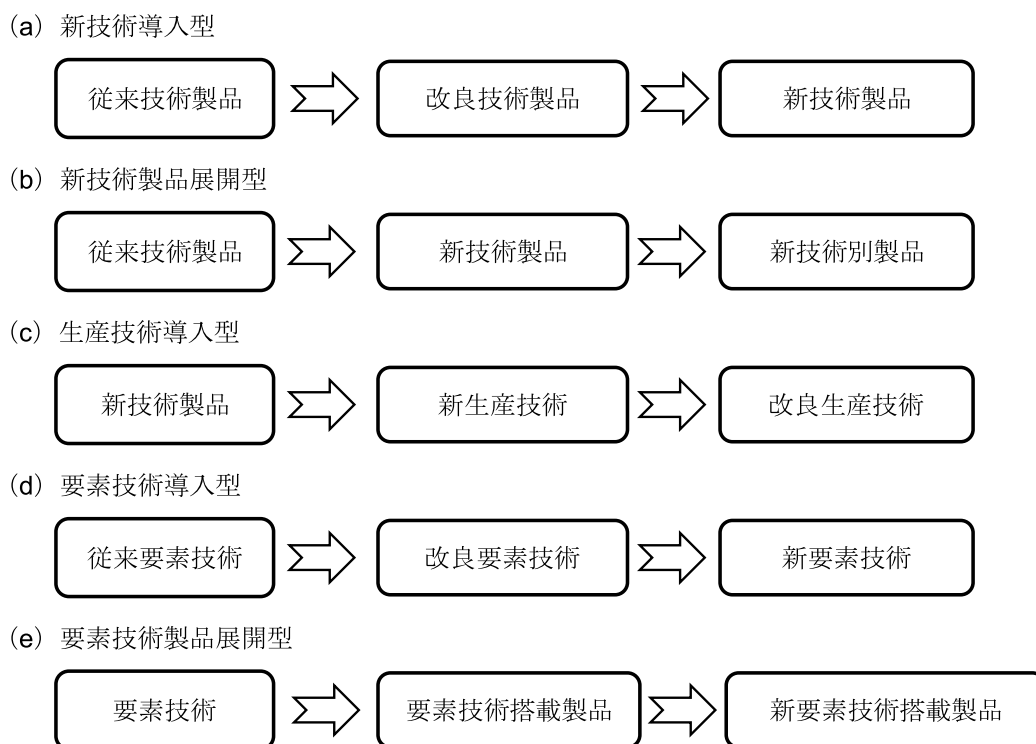 (a) 新技術導入型
従来技術製品 改良技術製品 新技術製品
(b) 新技術製品展開型
従来技術製品 新技術製品 新技術別製品
(c) 生産技術導入型
新技術製品 新生産技術 改良生産技術
(d) 要素技術導入型
従来要素技術 改良要素技術 新要素技術
(e) 要素技術製品展開型
要素技術 要素技術搭載製品 新要素技術搭載製品